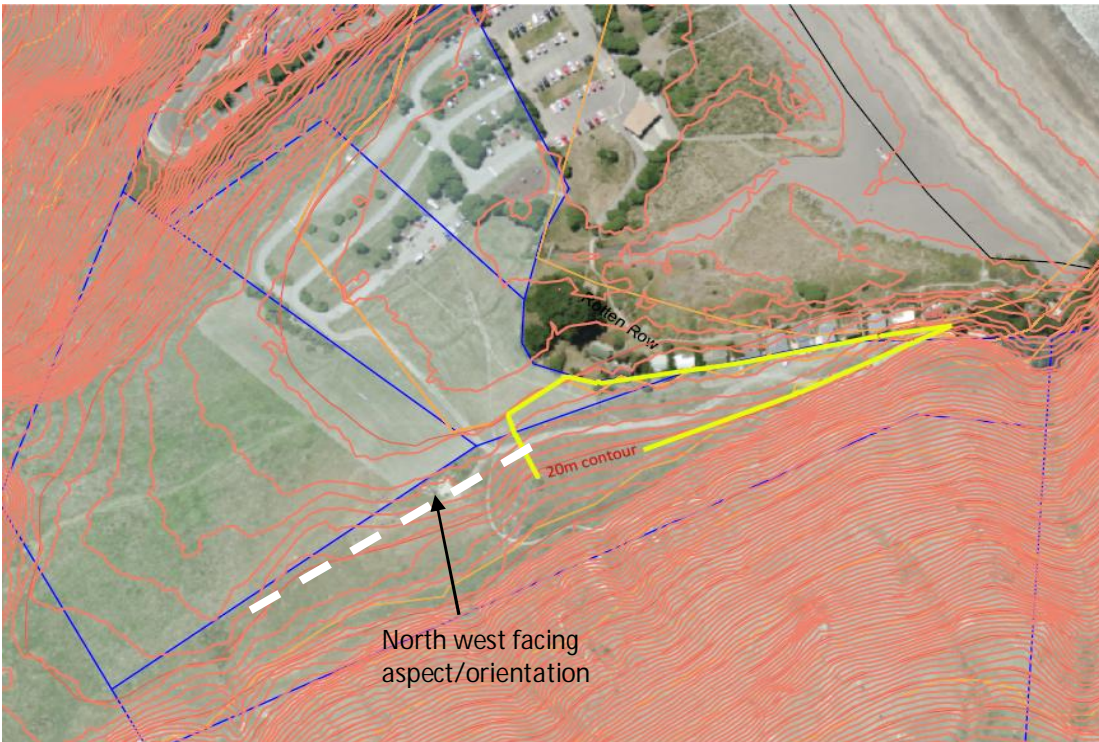 Rotten Row
20m contour
North west facing
aspect/orientation